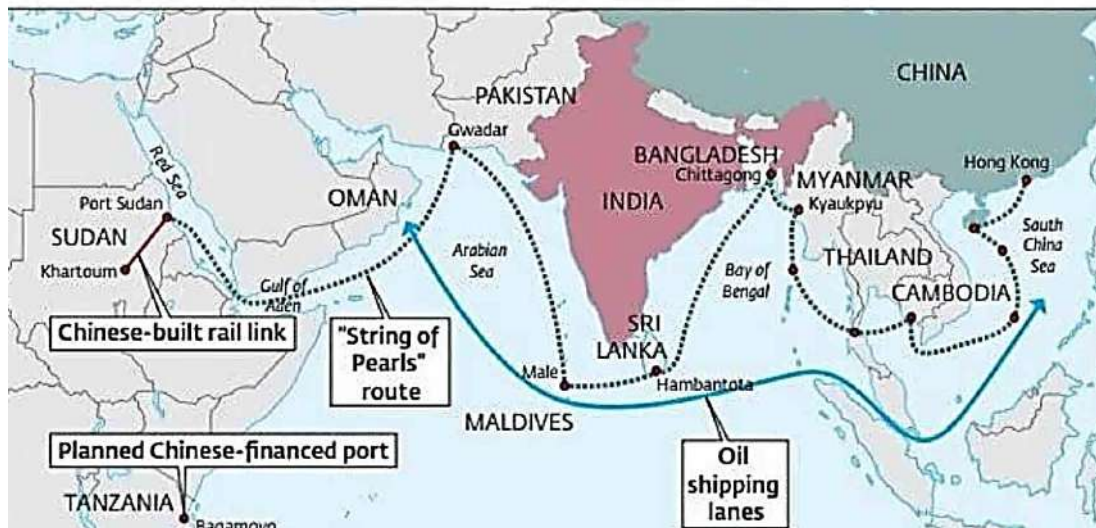 CHINA
PAKISTAN
Gwadar
Hong Kong
BANGLADESH
Chittagong
MYANMAR
Kyaukpyu
Red Sea
OMAN
INDIA
Port Sudan
SUDAN
Arabian
Sea
South
China
Sea
THAILAND
Khartoum
Bay of
Bengal
Gulf of
Aden
CAMBODIA
Chinese-built rail link
"String of
Pearls"
route
SRI
LANKA
Male
Hambantota
MALDIVES
Planned Chinese-financed port
Oil
shipping
lanes
TANZANIA
Bagamoyo